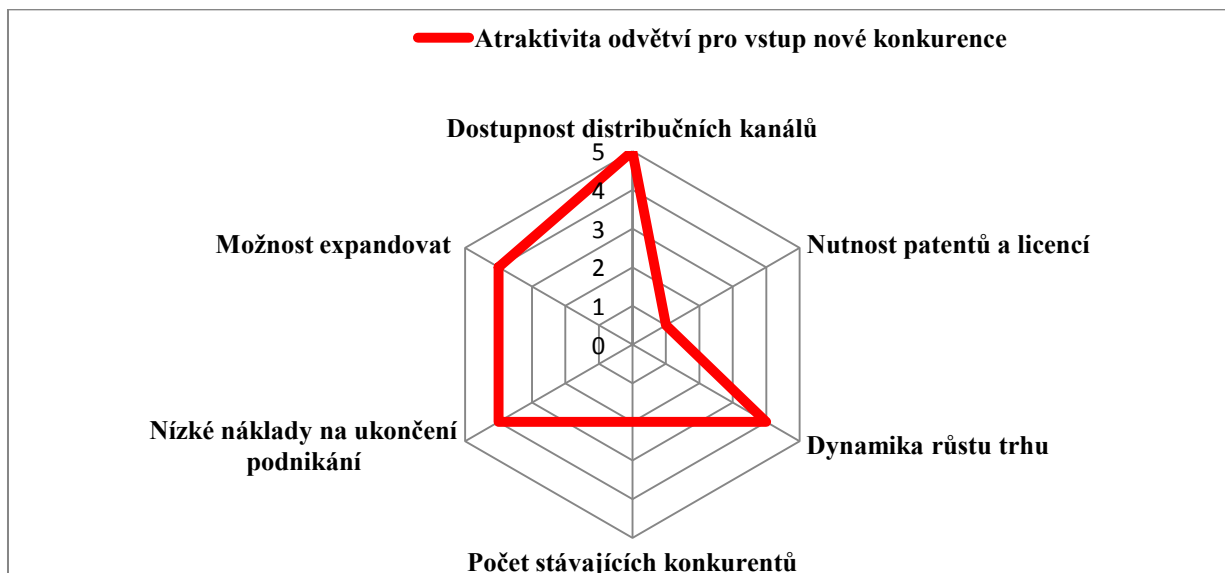 Atraktivita odvětví pro vstup nové konkurence
Dostupnost distribučních kanálů
5
4
3
2
1
0
Možnost expandovat
Nutnost patentů a licencí
Nízké náklady na ukončení
podnikání
Dynamika růstu trhu
Počet stávajících konkurentů